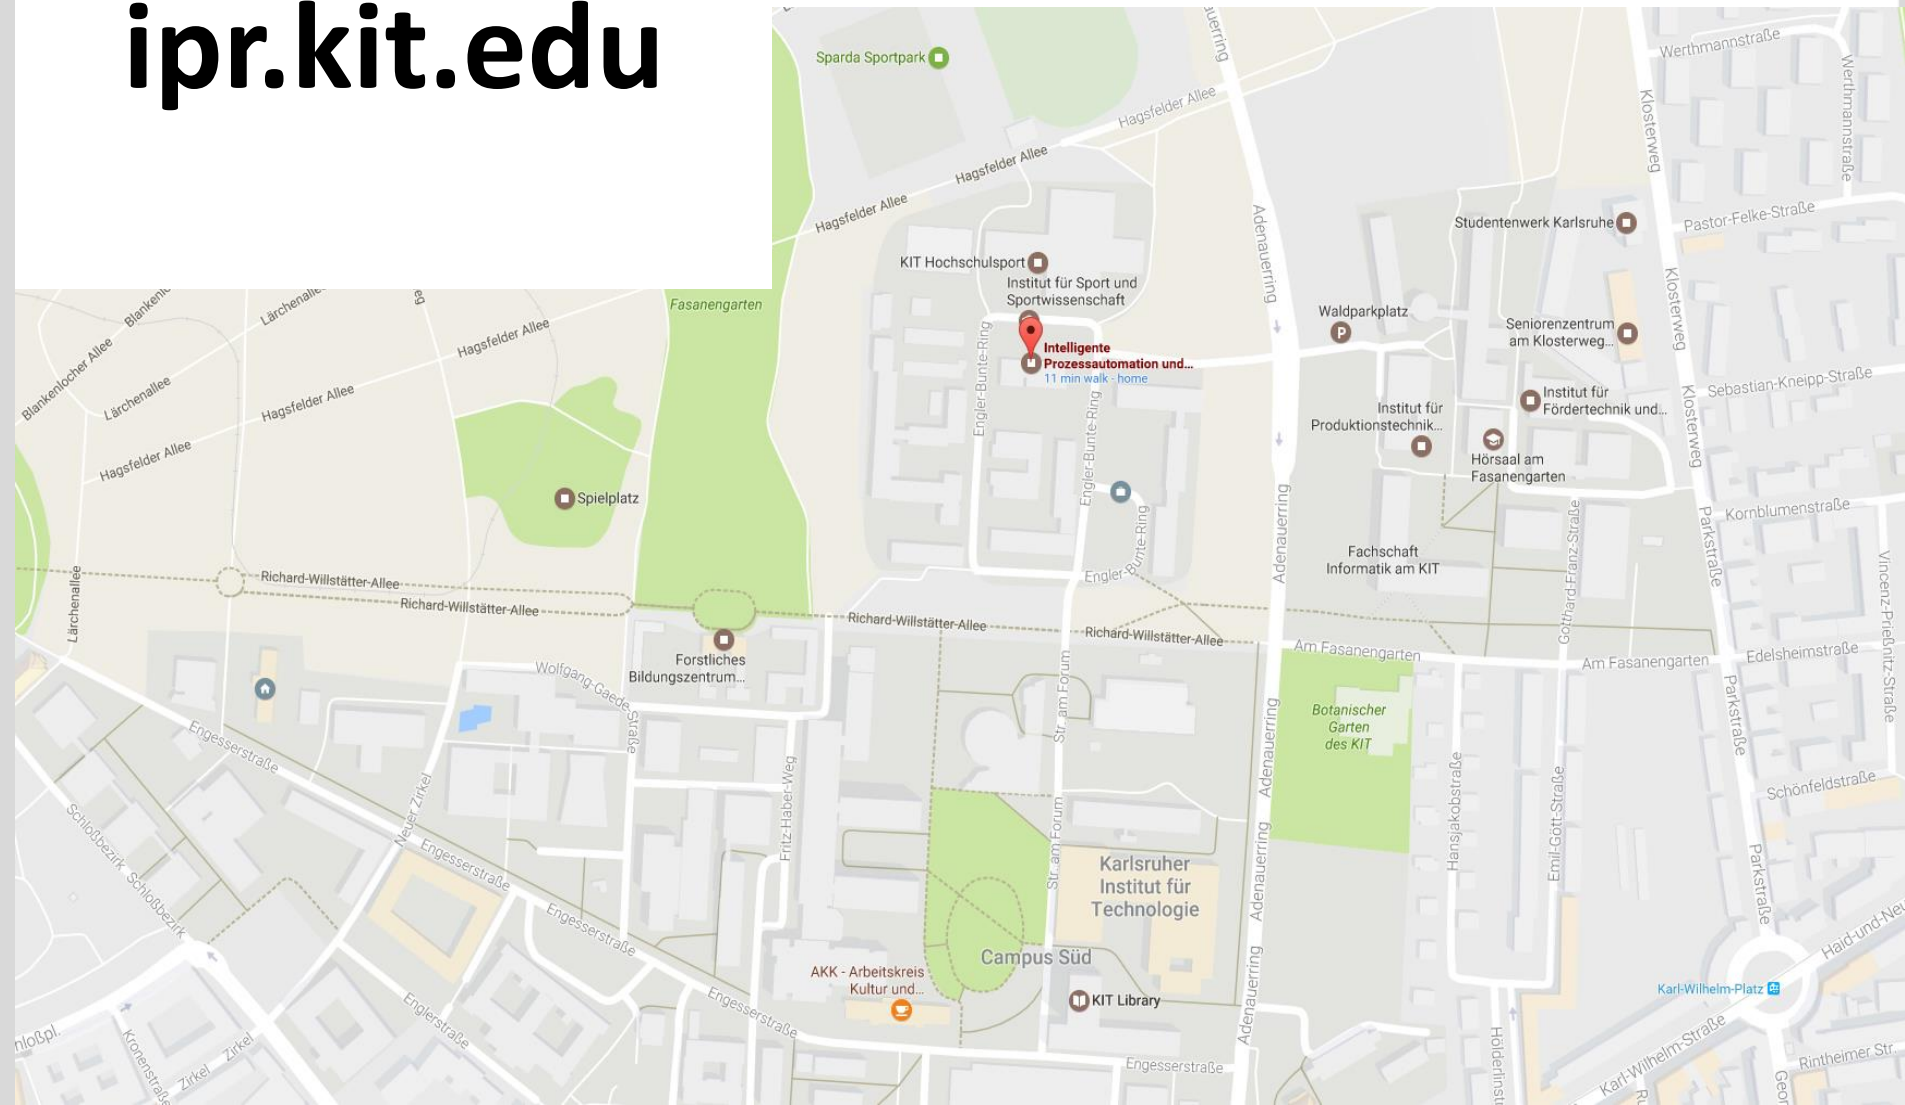 ipr.kit.edu
Sparda Sportpark
Werthmannstraße
Werthmannstraße
Klosterweg
Hagsfelder Allee
Hagsfelder Allee
Hagsfelder Allee
Adenauerring
Pastor-Felke-Straße
Studentenwerk Karlsruhe
KIT Hochschulsport
Institut für Sport und
Sportwissenschaft
Fasanengarten
Hagsfelder Allee
Blankenlocher Allee
Lärchenallee
Hagsfelder Allee
Hagsfelder Allee
Waldparkplatz
P
Klosterweg
Seniorenzentrum
am Klosterweg...
Intelligente
Prozessautomation und...
11 min walk - home
Engler-Bunte-Ring
Engler-Bunte-Ring
Engler-Bunte-Ring
Sebastian-Kneipp-Straße
Klosterweg
Institut für
Fördertechnik und...
Institut für
Produktionstechnik...
Hörsaal am
Fasanengarten
Spielplatz
Adenauerring
Parkstraße
Kornblumenstraße
Gotthard-Franz-Straße
Vincenz-Prießnitz-Straße
Fachschaft
Informatik am KIT
Lärchenallee
Richard-Willstätter-Allee
Richard-Willstätter-Allee
Richard-Willstätter-Allee
Richard-Willstätter-Allee
Am Fasanengarten
Am Fasanengarten
Edelsheimstraße
Forstliches
Bildungszentrum...
Wolfgang-Gaede-Straße
Str. am Forum
Adenauerring
Botanischer
Garten
des KIT
Parkstraße
Engesserstraße
Neuer Zirkel
Fritz-Haber-Weg
Hansjakobstraße
Emil-Gött-Straße
Schönfeldstraße
Schloßbezirk
Schloßbezirk
Engesserstraße
Str. am Forum
Karlsruher
Institut für
Technologie
Adenauerring
Parkstraße
Engesserstraße
Campus Süd
AKK - Arbeitskreis
Kultur und...
KIT Library
Adenauerring
Karl-Wilhelm-Platz
Haid-und-Neu
Englerstraße
Engesserstraße
Engesserstraße
Kronenstraße
Zirkel
Zirkel
Karl-Wilhelm-Straße
Rintheimer Str.